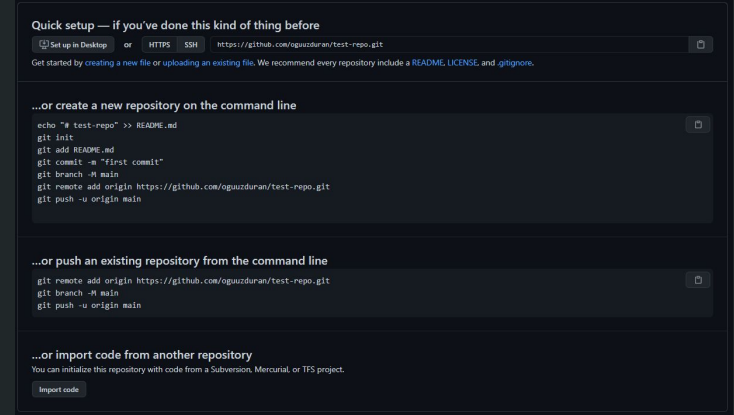 Quick setup — if you've done this kind of thing before
Set up in Desktop or HTTPS SSH https://github.com/oguuzduran/test-repo.git
Get started by creating a new file or uploading an existing file. We recommend every repository include a README, LICENSE, and .gitignore.
...or create a new repository on the command line
echo "# test-repo" >> README.md
git init
git add README.md
git commit -m "first commit"
git branch -M main
git remote add origin https://github.com/oguuzduran/test-repo.git
git push -u origin main
...or push an existing repository from the command line
git remote add origin https://github.com/oguuzduran/test-repo.git
git branch -M main
git push -u origin main
...or import code from another repository
You can initialize this repository with code from a Subversion, Mercurial, or TFS project.
Import code